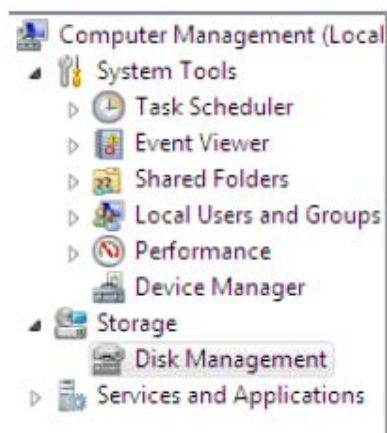 Computer Management (Local
System Tools
Task Scheduler
Event Viewer
Shared Folders
Local Users and Groups
Performance
Device Manager
Storage
Disk Management
Services and Applications